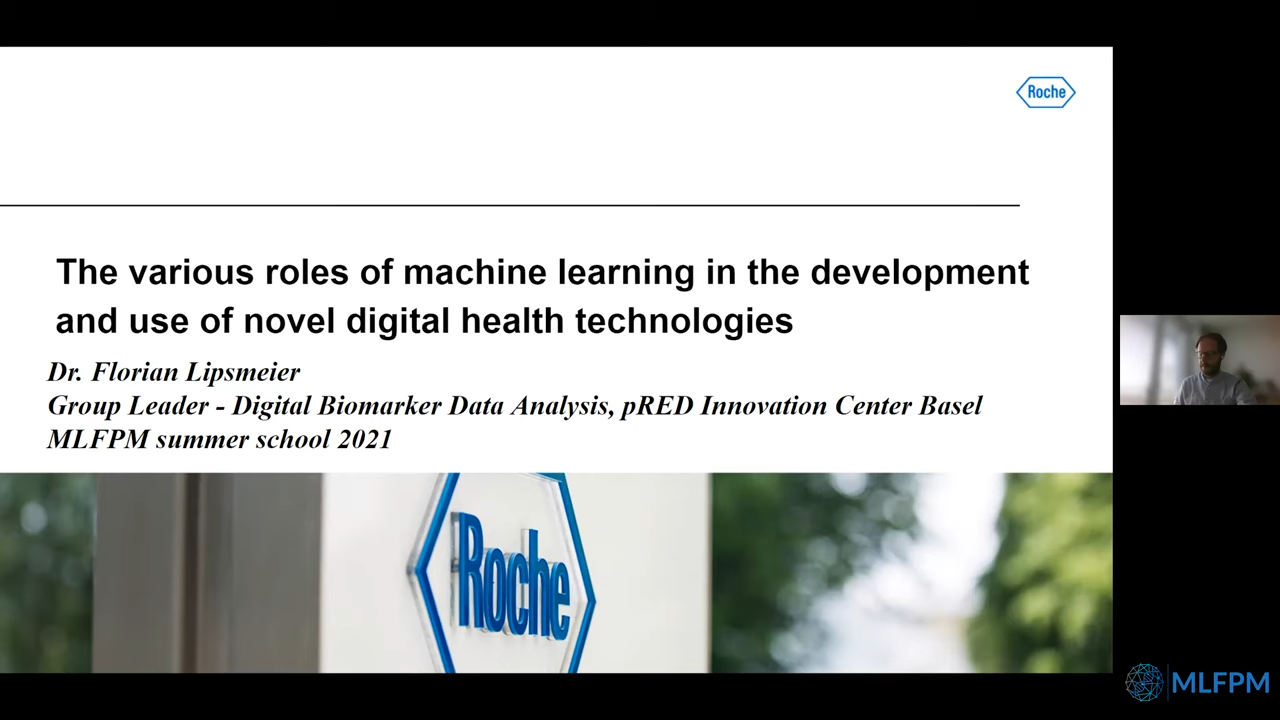 Roche
The various roles of machine learning in the development
and use of novel digital health technologies
Dr. Florian Lipsmeier
Group Leader - Digital Biomarker Data Analysis, pRED Innovation Center Basel
MLFPM summer school 2021
Roche
MLFPM